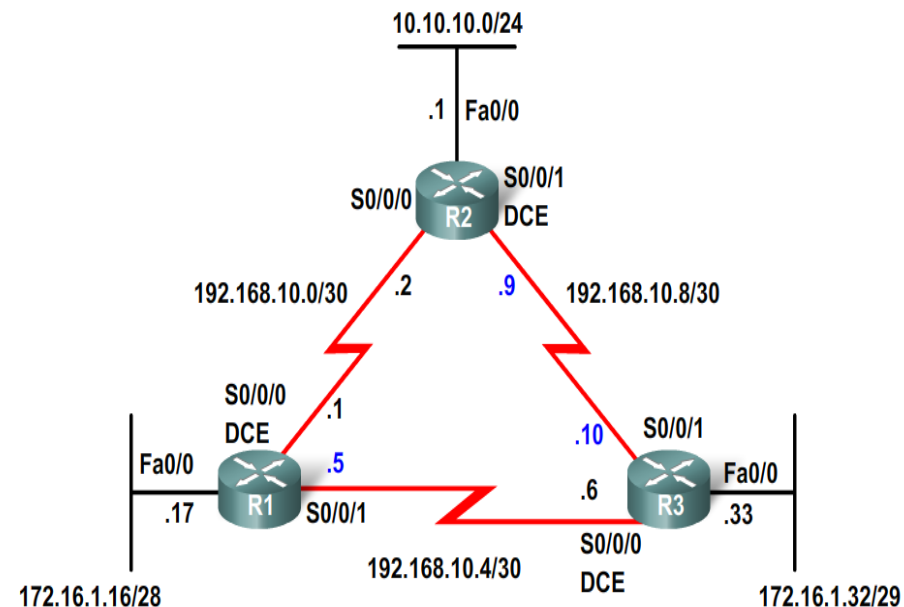 10.10.10.0/24
.1
Fa0/0
S0/0/0
S0/0/1
DCE
R2
192.168.10.0/30
.2
.9
192.168.10.8/30
S0/0/0
DCE
.1
.10
S0/0/1
Fa0/0
.5
.6
Fa0/0
R1
R3
.17
S0/0/1
.33
S0/0/0
DCE
192.168.10.4/30
172.16.1.16/28
172.16.1.32/29